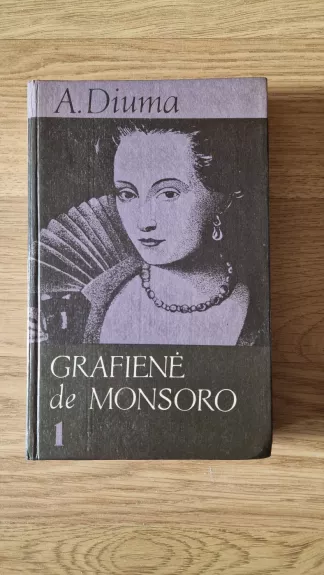 A. Diuma
GRAFIENĖ
de MONSORO
1